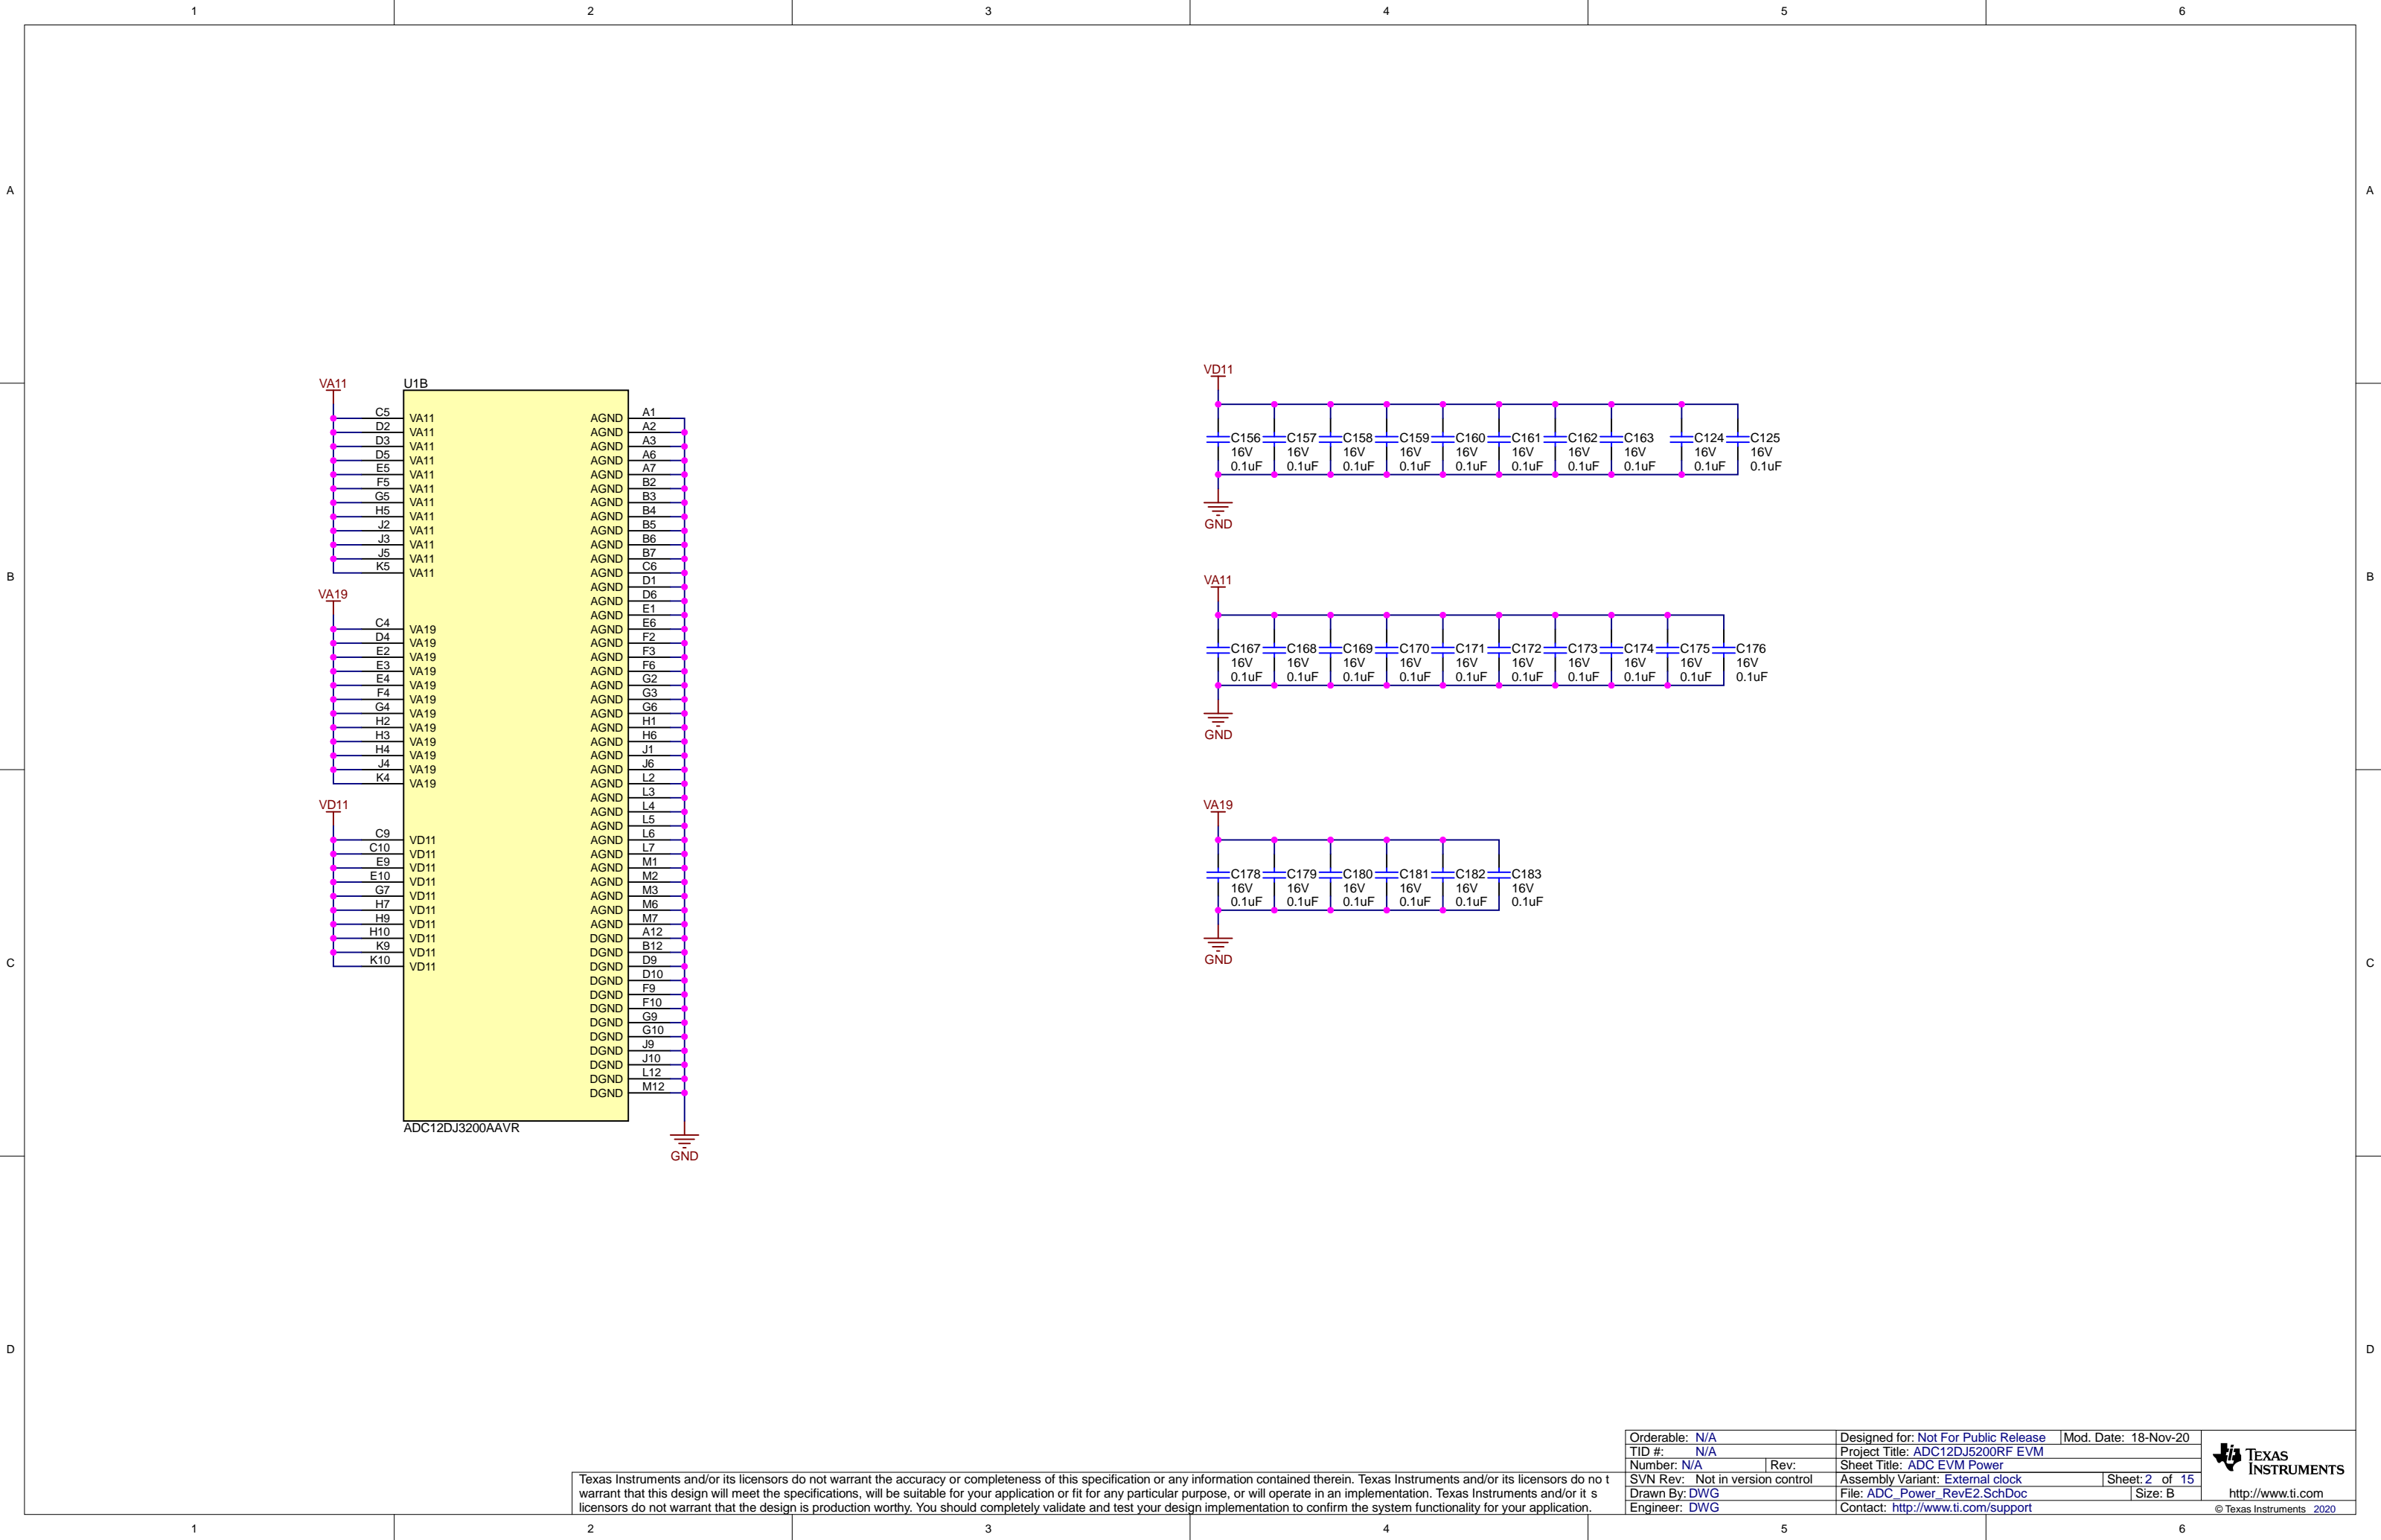 1 2 3 4 5 6
A A
B B
C C
D D
VA11
U1B
C5 VA11 AGND A1
D2 VA11 AGND A2
D3 VA11 AGND A3
D5 VA11 AGND A6
E5 VA11 AGND A7
F5 VA11 AGND B2
G5 VA11 AGND B3
H5 VA11 AGND B4
J2 VA11 AGND B5
J3 VA11 AGND B6
J5 VA11 AGND B7
K5 VA11 AGND C6
AGND D1
VA19
AGND D6
AGND E1
C4 VA19 AGND E6
D4 VA19 AGND F2
E2 VA19 AGND F3
E3 VA19 AGND F6
E4 VA19 AGND G2
F4 VA19 AGND G3
G4 VA19 AGND G6
H2 VA19 AGND H1
H3 VA19 AGND H6
H4 VA19 AGND J1
J4 VA19 AGND J6
K4 VA19 AGND L2
AGND L3
VD11
AGND L4
AGND L5
C9 VD11 AGND L6
C10 VD11 AGND L7
E9 VD11 AGND M1
E10 VD11 AGND M2
G7 VD11 AGND M3
H7 VD11 AGND M6
H9 VD11 AGND M7
H10 VD11 DGND A12
K9 VD11 DGND B12
K10 VD11 DGND D9
DGND D10
DGND F9
DGND F10
DGND G9
DGND G10
DGND J9
DGND J10
DGND L12
DGND M12
ADC12DJ3200AAVR
GND
VD11
C156 C157 C158 C159 C160 C161 C162 C163 C124 C125
16V 16V 16V 16V 16V 16V 16V 16V 16V 16V
0.1uF 0.1uF 0.1uF 0.1uF 0.1uF 0.1uF 0.1uF 0.1uF 0.1uF 0.1uF
GND
VA11
C167 C168 C169 C170 C171 C172 C173 C174 C175 C176
16V 16V 16V 16V 16V 16V 16V 16V 16V 16V
0.1uF 0.1uF 0.1uF 0.1uF 0.1uF 0.1uF 0.1uF 0.1uF 0.1uF 0.1uF
GND
VA19
C178 C179 C180 C181 C182 C183
16V 16V 16V 16V 16V 16V
0.1uF 0.1uF 0.1uF 0.1uF 0.1uF 0.1uF
GND
Texas Instruments and/or its licensors do not warrant the accuracy or completeness of this specification or any information contained therein. Texas Instruments and/or its licensors do no t
warrant that this design will meet the specifications, will be suitable for your application or fit for any particular purpose, or will operate in an implementation. Texas Instruments and/or it s
licensors do not warrant that the design is production worthy. You should completely validate and test your design implementation to confirm the system functionality for your application.
Orderable: N/A Designed for: Not For Public Release Mod. Date: 18-Nov-20
TID #: N/A Project Title: ADC12DJ5200RF EVM
Number: N/A Rev: Sheet Title: ADC EVM Power
SVN Rev: Not in version control Assembly Variant: External clock Sheet: 2 of 15
Drawn By: DWG File: ADC_Power_RevE2.SchDoc Size: B
Engineer: DWG Contact: http://www.ti.com/support
TEXAS
INSTRUMENTS
http://www.ti.com
© Texas Instruments 2020
1 2 3 4 5 6